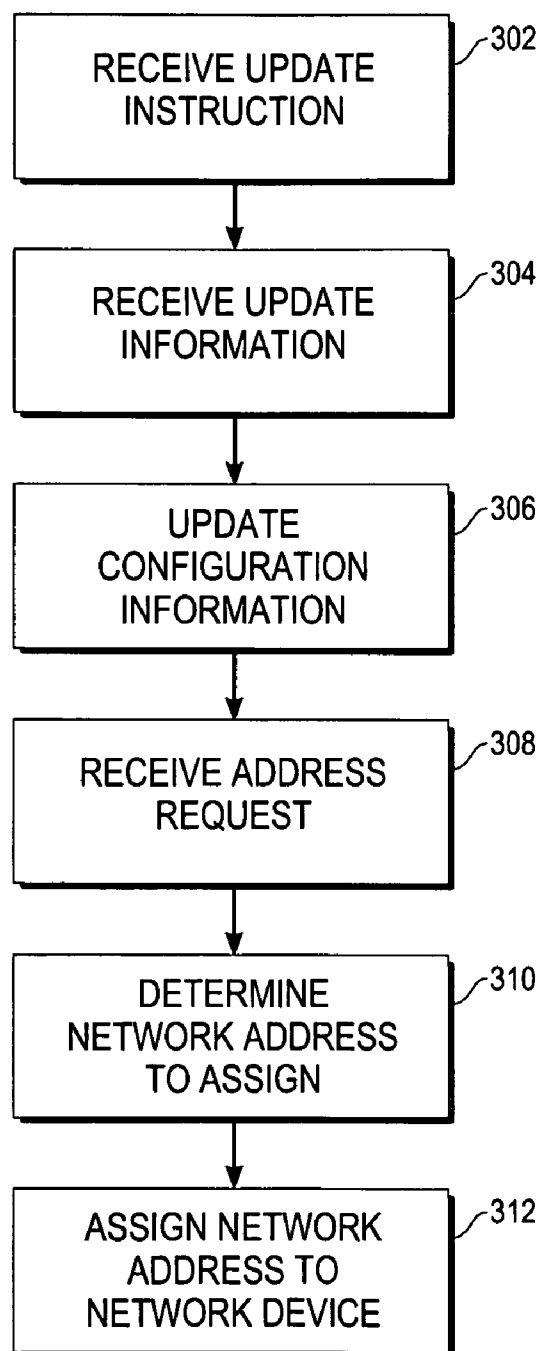 302
RECEIVE UPDATE
INSTRUCTION
304
RECEIVE UPDATE
INFORMATION
306
UPDATE
CONFIGURATION
INFORMATION
308
RECEIVE ADDRESS
REQUEST
310
DETERMINE
NETWORK ADDRESS
TO ASSIGN
312
ASSIGN NETWORK
ADDRESS TO
NETWORK DEVICE